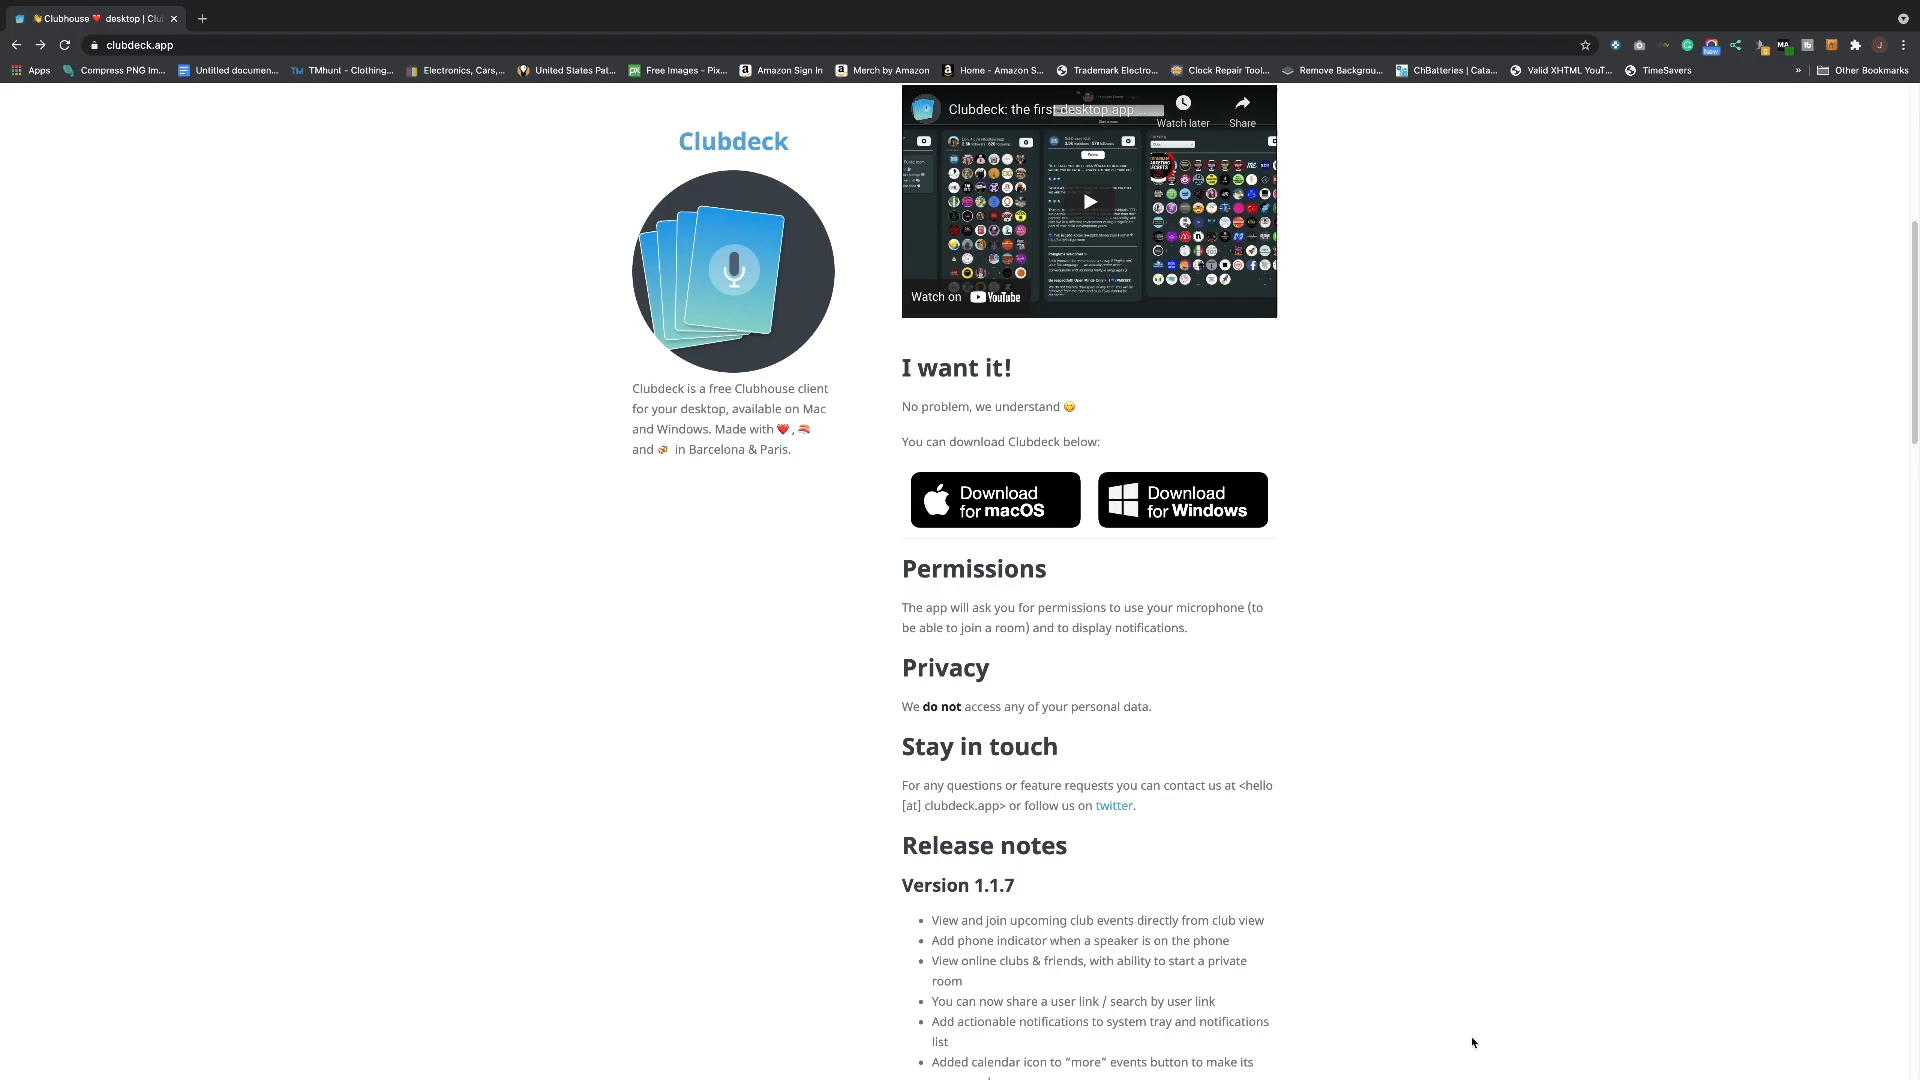 👋Clubhouse ❤️ desktop | Clu
clubdeck.app
Apps
Compress PNG Im...
Untitled documen...
TMhunt - Clothing...
Electronics, Cars,...
United States Pat...
Free Images - Pix...
Amazon Sign In
Merch by Amazon
Home - Amazon S...
Trademark Electro...
Clock Repair Tool...
Remove Backgrou...
ChBatteries | Cata...
Valid XHTML YouT...
TimeSavers
»
Other Bookmarks
Clubdeck
Clubdeck is a free Clubhouse client
for your desktop, available on Mac
and Windows. Made with ❤️ , 🍣
and 🍻 in Barcelona & Paris.
Clubdeck: the first desktop app ...
Watch later
Share
Watch on YouTube
I want it!
No problem, we understand 😋
You can download Clubdeck below:
Download
for macOS
Download
for Windows
Permissions
The app will ask you for permissions to use your microphone (to
be able to join a room) and to display notifications.
Privacy
We do not access any of your personal data.
Stay in touch
For any questions or feature requests you can contact us at <hello
[at] clubdeck.app> or follow us on twitter.
Release notes
Version 1.1.7
• View and join upcoming club events directly from club view
• Add phone indicator when a speaker is on the phone
• View online clubs & friends, with ability to start a private
room
• You can now share a user link / search by user link
• Add actionable notifications to system tray and notifications
list
• Added calendar icon to “more” events button to make its